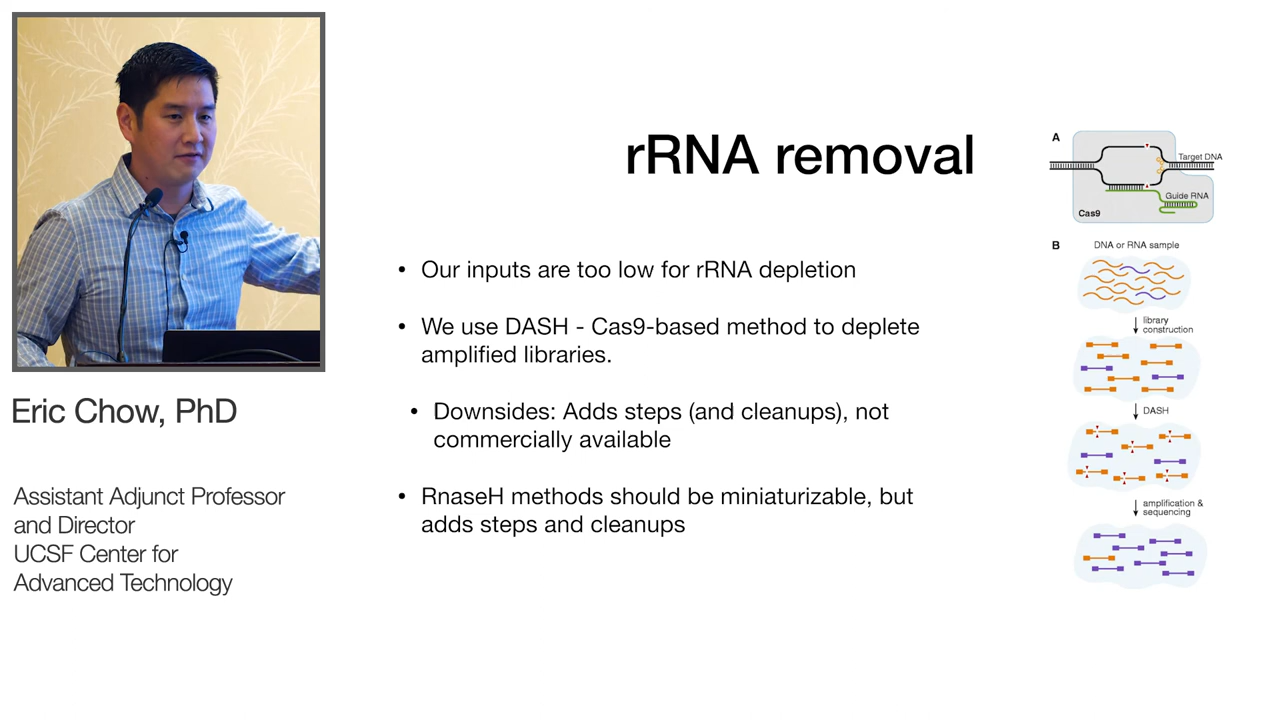 rRNA removal
• Our inputs are too low for rRNA depletion
• We use DASH - Cas9-based method to deplete
amplified libraries.
• Downsides: Adds steps (and cleanups), not
commercially available
• RnaseH methods should be miniaturizable, but
adds steps and cleanups
Eric Chow, PhD
Assistant Adjunct Professor
and Director
UCSF Center for
Advanced Technology
A
Target DNA
Guide RNA
Cas9
B
DNA or RNA sample
library
construction
DASH
amplification &
sequencing